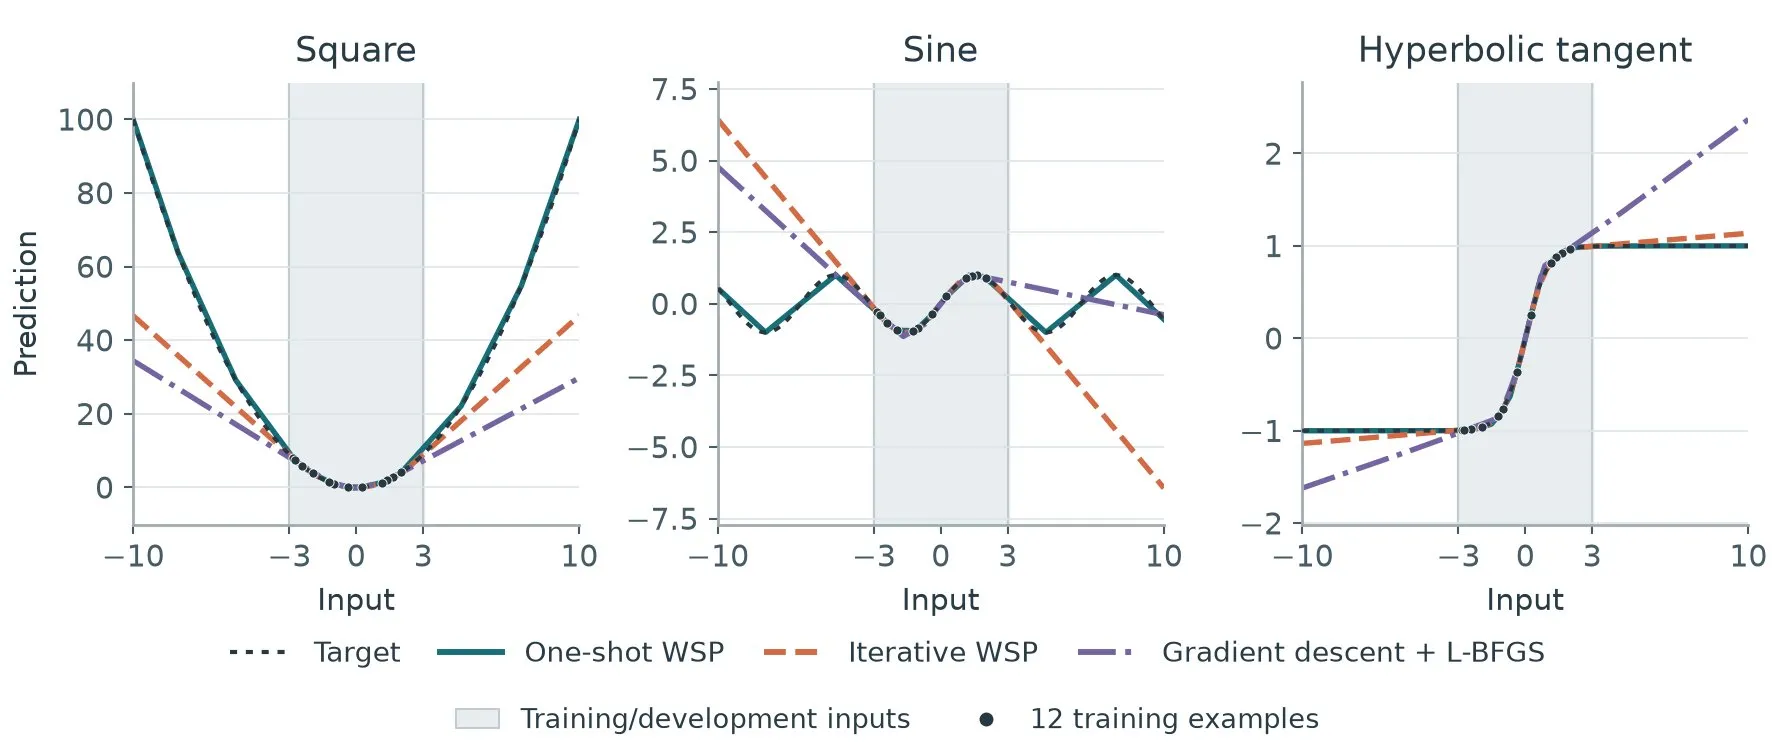 Square
Sine
Hyperbolic tangent
Prediction
100
80
60
40
20
0
−10
−3
0
3
10
Input
7.5
5.0
2.5
0.0
−2.5
−5.0
−7.5
−10
−3
0
3
10
Input
2
1
0
−1
−2
−10
−3
0
3
10
Input
Target
One-shot WSP
Iterative WSP
Gradient descent + L-BFGS
Training/development inputs
12 training examples